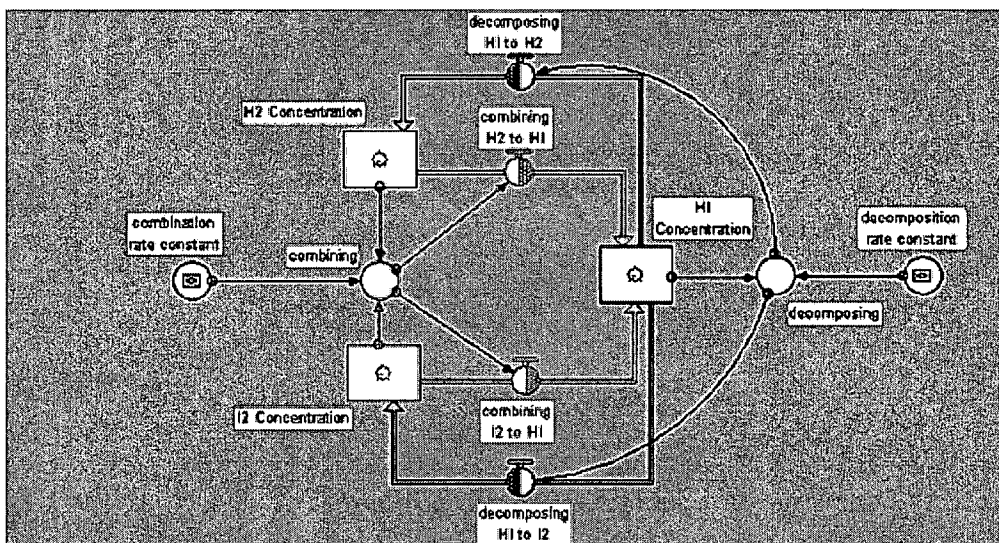 decomposing
HI to H2
H2 Concentration
combining
H2 to HI
HI
Concentration
combination
rate constant
decomposition
rate constant
combining
decomposing
I2 Concentration
combining
I2 to HI
decomposing
HI to I2